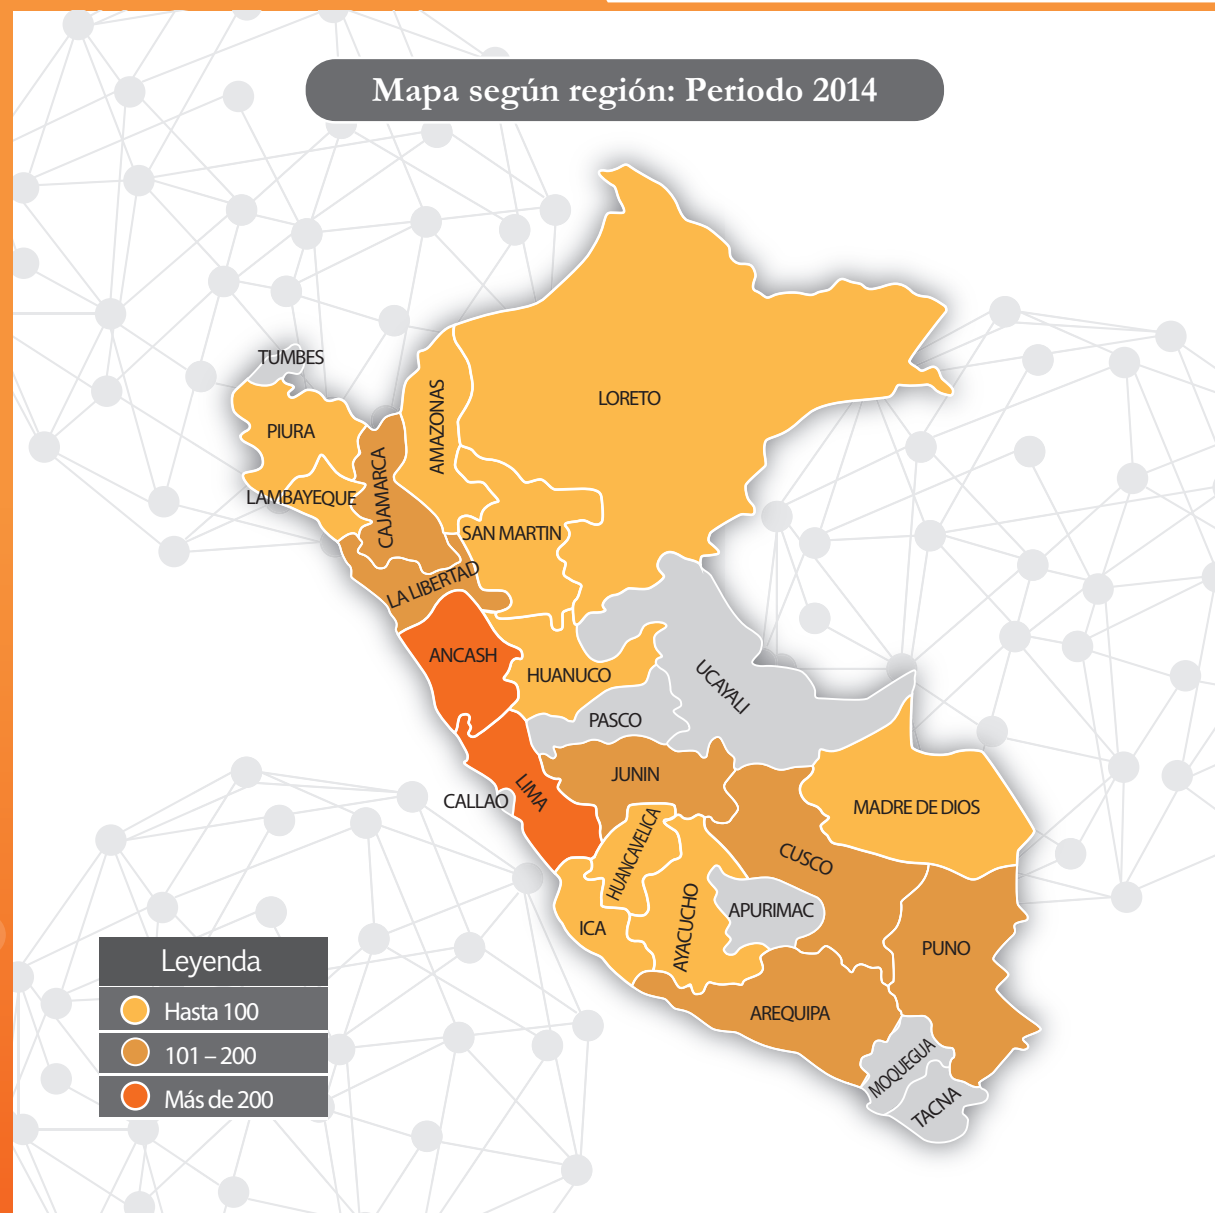 Mapa según región: Periodo 2014
TUMBES
LORETO
AMAZONAS
PIURA
CAJAMARCA
LAMBAYEQUE
SAN MARTIN
LA LIBERTAD
ANCASH
HUANUCO
UCAYALI
PASCO
JUNIN
LIMA
CALLAO
MADRE DE DIOS
HUANCAVELICA
CUSCO
APURIMAC
ICA
AYACUCHO
PUNO
AREQUIPA
MOQUEGUA
TACNA
Leyenda
Hasta 100
101 – 200
Más de 200